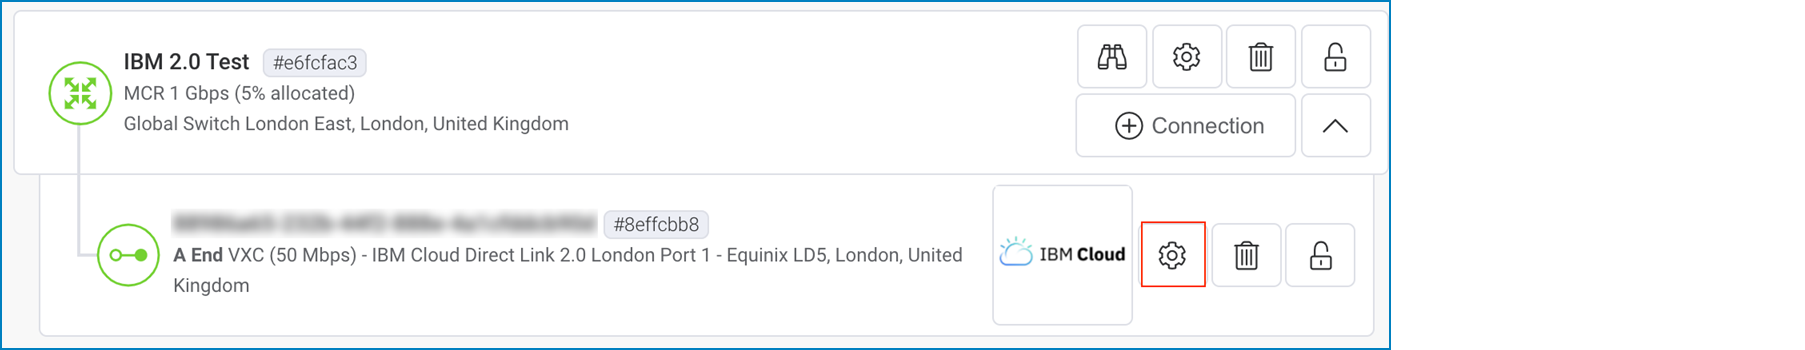 IBM 2.0 Test #e6fcfac3
MCR 1 Gbps (5% allocated)
Global Switch London East, London, United Kingdom
Connection
#8effcbb8
A End VXC (50 Mbps) - IBM Cloud Direct Link 2.0 London Port 1 - Equinix LD5, London, United
Kingdom
IBM Cloud